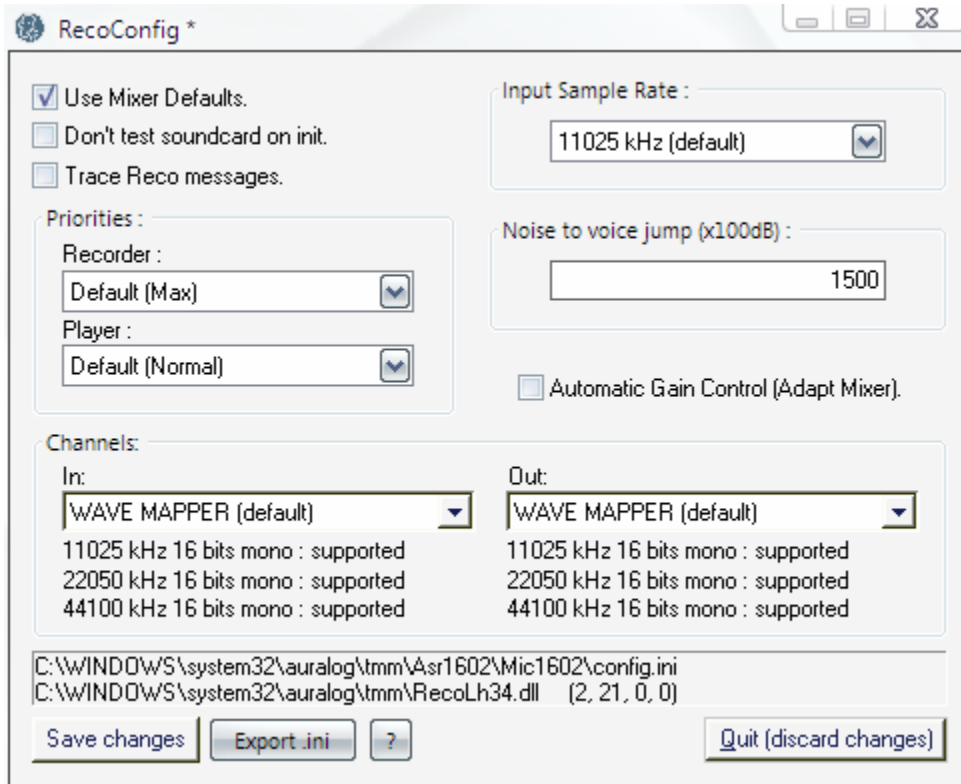 RecoConfig *
Use Mixer Defaults.
Don't test soundcard on init.
Trace Reco messages.
Input Sample Rate :
11025 kHz (default)
Priorities :
Recorder :
Default (Max)
Player :
Default (Normal)
Noise to voice jump (x100dB) :
1500
Automatic Gain Control (Adapt Mixer).
Channels:
In:
WAVE MAPPER (default)
11025 kHz 16 bits mono : supported
22050 kHz 16 bits mono : supported
44100 kHz 16 bits mono : supported
Out:
WAVE MAPPER (default)
11025 kHz 16 bits mono : supported
22050 kHz 16 bits mono : supported
44100 kHz 16 bits mono : supported
C:\WINDOWS\system32\auralog\tmm\Asr1602\Mic1602\config.ini
C:\WINDOWS\system32\auralog\tmm\RecoLh34.dll (2, 21, 0, 0)
Save changes
Export .ini
?
Quit (discard changes)